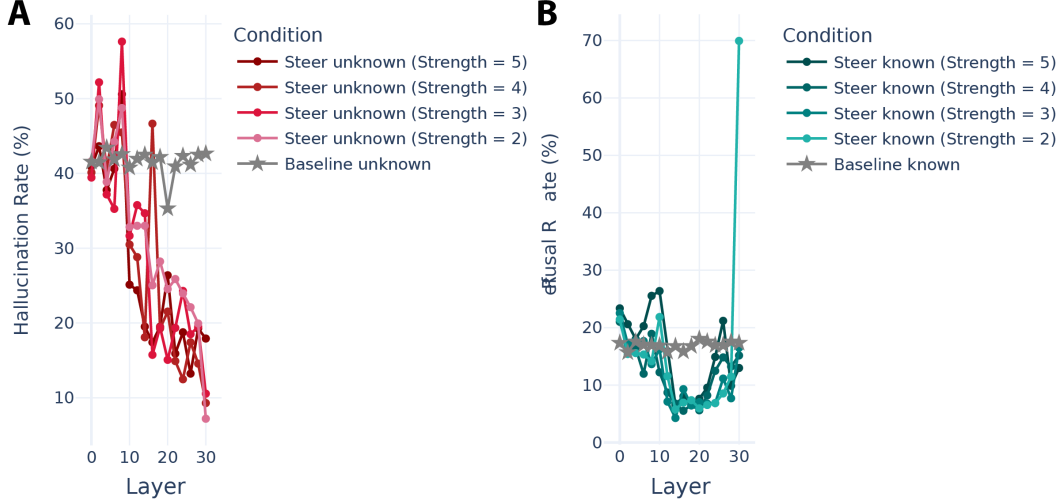 A
60
50
40
30
20
10
0 10 20 30
Layer
Hallucination Rate (%)
Condition
Steer unknown (Strength = 5)
Steer unknown (Strength = 4)
Steer unknown (Strength = 3)
Steer unknown (Strength = 2)
Baseline unknown
B
70
60
50
40
30
20
10
0
0 10 20 30
Layer
efusal R ate (%)
Condition
Steer known (Strength = 5)
Steer known (Strength = 4)
Steer known (Strength = 3)
Steer known (Strength = 2)
Baseline known